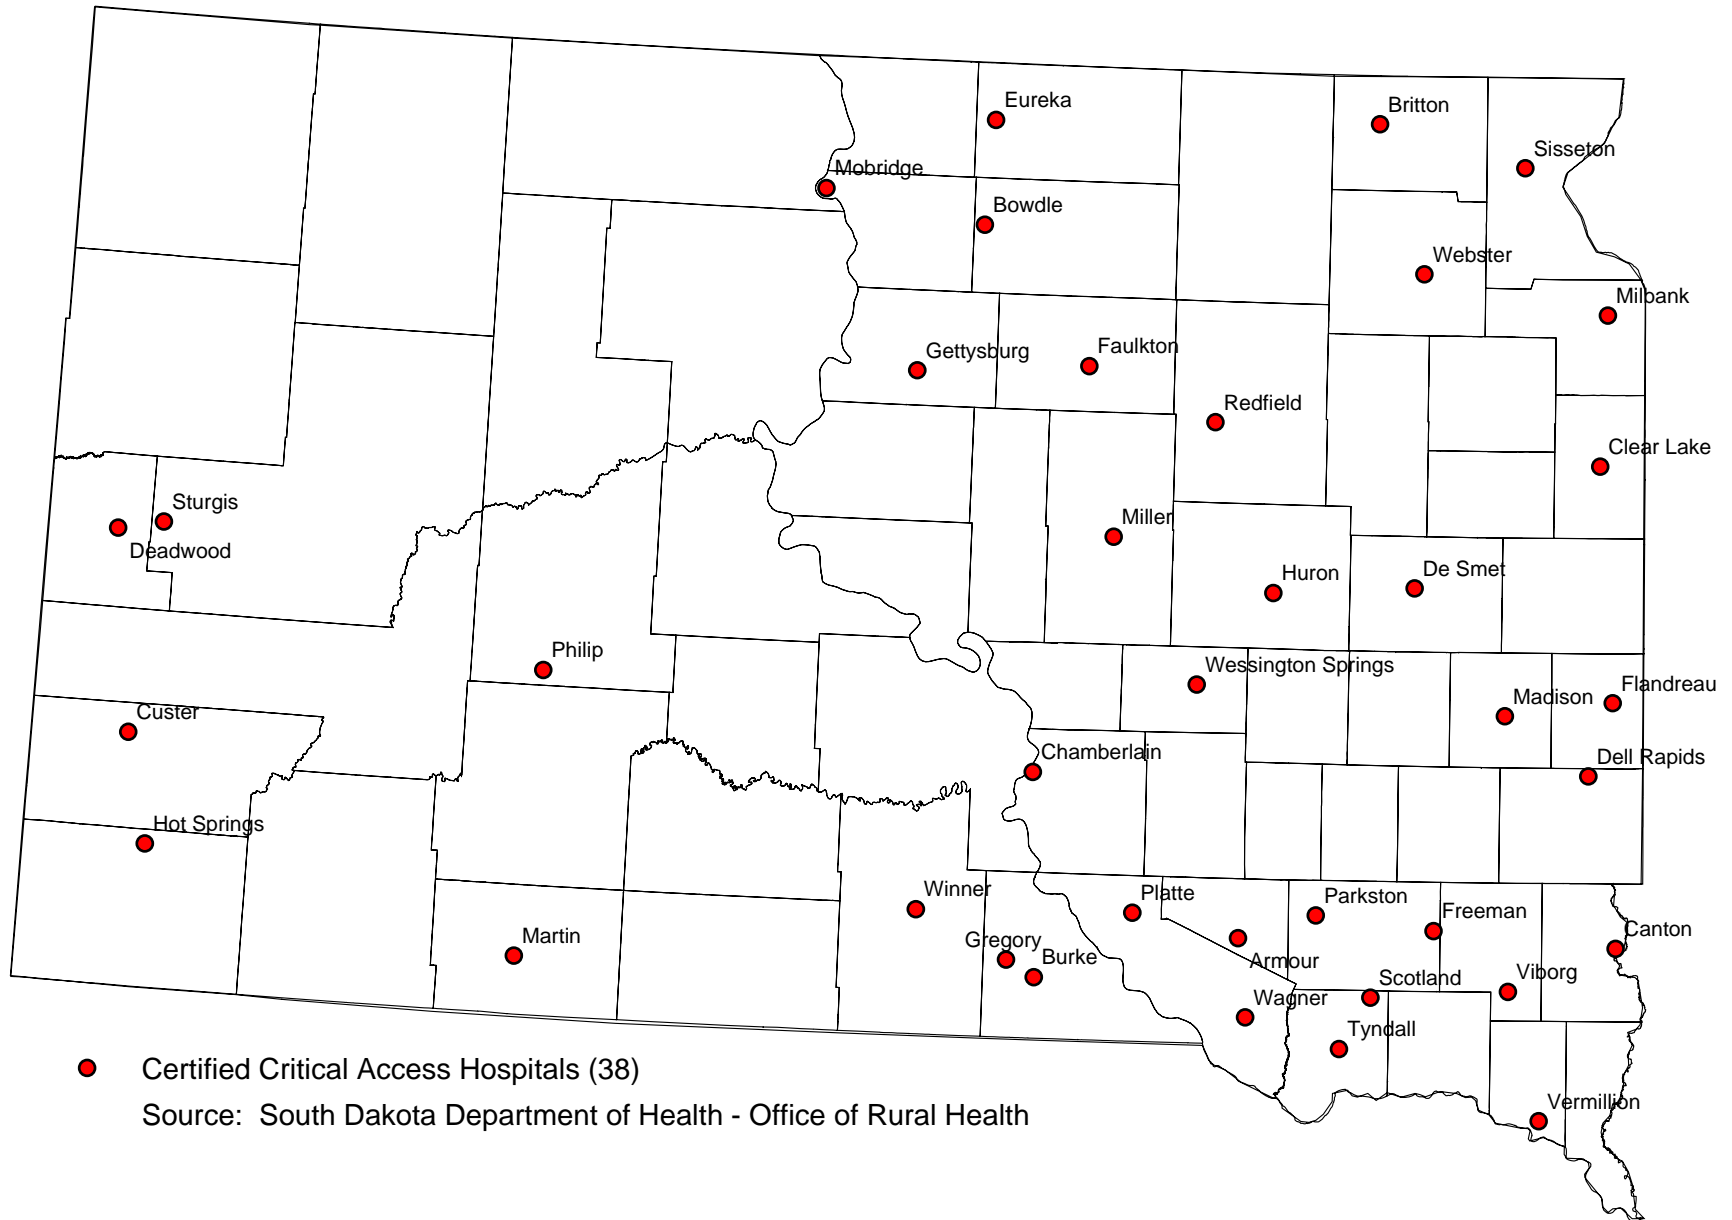 Eureka
Britton
Sisseton
Mobridge
Bowdle
Webster
Milbank
Gettysburg
Faulkton
Redfield
Clear Lake
Sturgis
Deadwood
Miller
Huron
De Smet
Philip
Wessington Springs
Flandreau
Madison
Custer
Chamberlain
Dell Rapids
Hot Springs
Winner
Platte
Parkston
Freeman
Canton
Martin
Gregory
Burke
Armour
Scotland
Viborg
Wagner
Tyndall
Vermillion
Certified Critical Access Hospitals (38)
Source: South Dakota Department of Health - Office of Rural Health